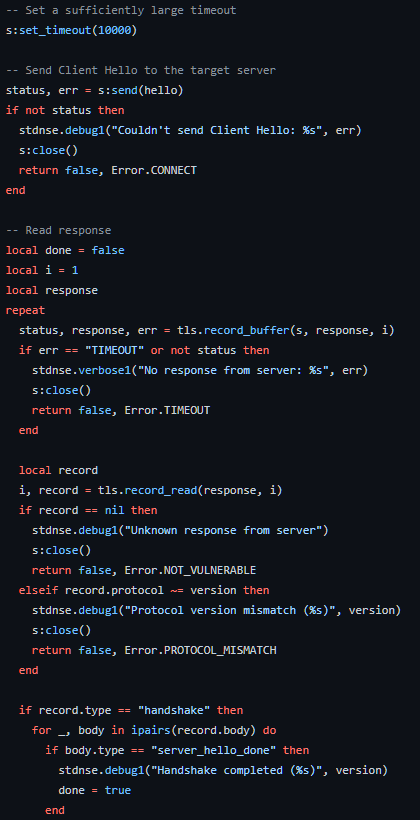 -- Set a sufficiently large timeout
s:set_timeout(10000)

-- Send Client Hello to the target server
status, err = s:send(hello)
if not status then
  stdnse.debug1("Couldn't send Client Hello: %s", err)
  s:close()
  return false, Error.CONNECT
end

-- Read response
local done = false
local i = 1
local response
repeat
  status, response, err = tls.record_buffer(s, response, i)
  if err == "TIMEOUT" or not status then
    stdnse.verbose1("No response from server: %s", err)
    s:close()
    return false, Error.TIMEOUT
  end

  local record
  i, record = tls.record_read(response, i)
  if record == nil then
    stdnse.debug1("Unknown response from server")
    s:close()
    return false, Error.NOT_VULNERABLE
  elseif record.protocol ~= version then
    stdnse.debug1("Protocol version mismatch (%s)", version)
    s:close()
    return false, Error.PROTOCOL_MISMATCH
  end

  if record.type == "handshake" then
    for _, body in ipairs(record.body) do
      if body.type == "server_hello_done" then
        stdnse.debug1("Handshake completed (%s)", version)
        done = true
      end